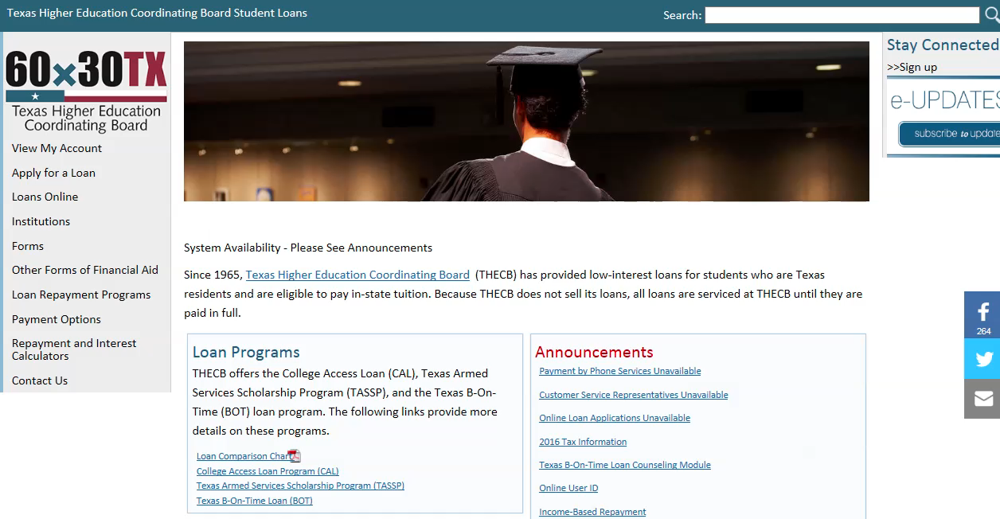 Texas Higher Education Coordinating Board Student Loans
Search:
60x30TX
Texas Higher Education
Coordinating Board
View My Account
Apply for a Loan
Loans Online
Institutions
Forms
Other Forms of Financial Aid
Loan Repayment Programs
Payment Options
Repayment and Interest
Calculators
Contact Us
System Availability - Please See Announcements
Since 1965, Texas Higher Education Coordinating Board (THECB) has provided low-interest loans for students who are Texas
residents and are eligible to pay in-state tuition. Because THECB does not sell its loans, all loans are serviced at THECB until they are
paid in full.
Loan Programs
THECB offers the College Access Loan (CAL), Texas Armed
Services Scholarship Program (TASSP), and the Texas B-On-
Time (BOT) loan program. The following links provide more
details on these programs.
Loan Comparison Chart
College Access Loan Program (CAL)
Texas Armed Services Scholarship Program (TASSP)
Texas B-On-Time Loan (BOT)
Announcements
Payment by Phone Services Unavailable
Customer Service Representatives Unavailable
Online Loan Applications Unavailable
2016 Tax Information
Texas B-On-Time Loan Counseling Module
Online User ID
Income-Based Repayment
Stay Connected
>>Sign up
e-UPDATES
subscribe to update
264